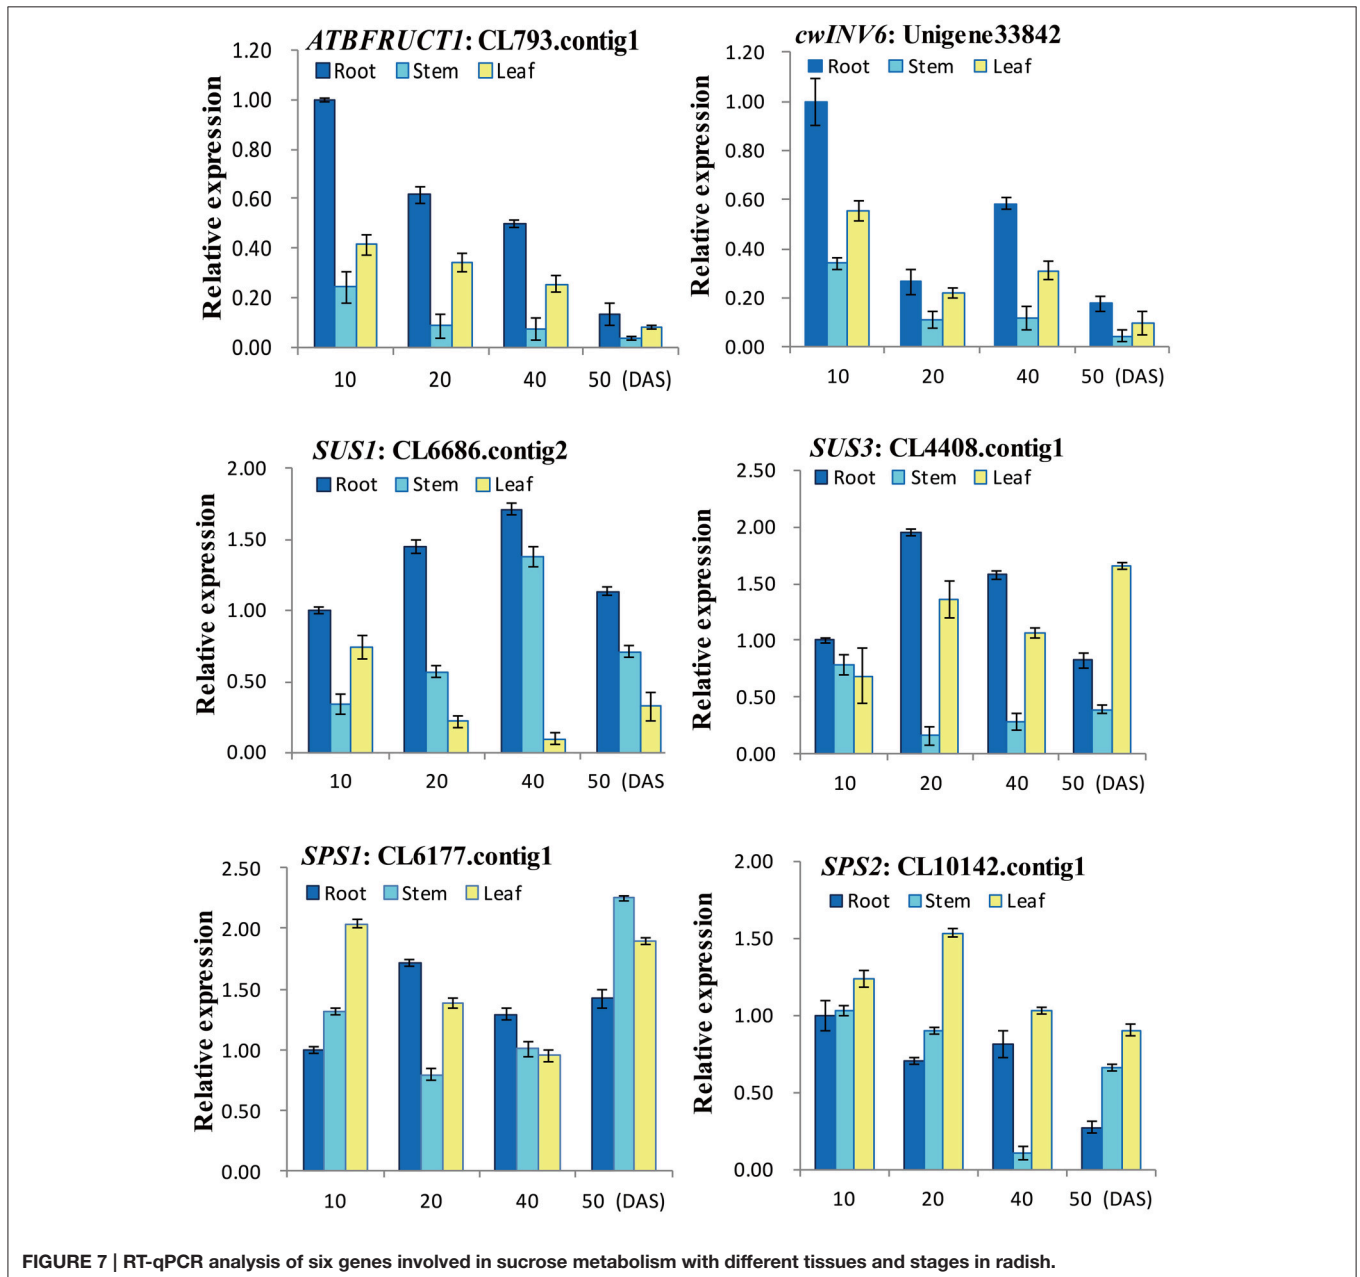 ATBFRUCT1: CL793.contig1
Root Stem Leaf
Relative expression
1.20
1.00
0.80
0.60
0.40
0.20
0.00
10 20 40 50 (DAS)
cwINV6: Unigene33842
Root Stem Leaf
Relative expression
1.20
1.00
0.80
0.60
0.40
0.20
0.00
10 20 40 50 (DAS)
SUS1: CL6686.contig2
Root Stem Leaf
Relative expression
2.00
1.50
1.00
0.50
0.00
10 20 40 50 (DAS
SUS3: CL4408.contig1
Root Stem Leaf
Relative expression
2.50
2.00
1.50
1.00
0.50
0.00
10 20 40 50 (DAS)
SPS1: CL6177.contig1
Root Stem Leaf
Relative expression
2.50
2.00
1.50
1.00
0.50
0.00
10 20 40 50 (DAS)
SPS2: CL10142.contig1
Root Stem Leaf
Relative expression
2.00
1.50
1.00
0.50
0.00
10 20 40 50 (DAS)
FIGURE 7 | RT-qPCR analysis of six genes involved in sucrose metabolism with different tissues and stages in radish.